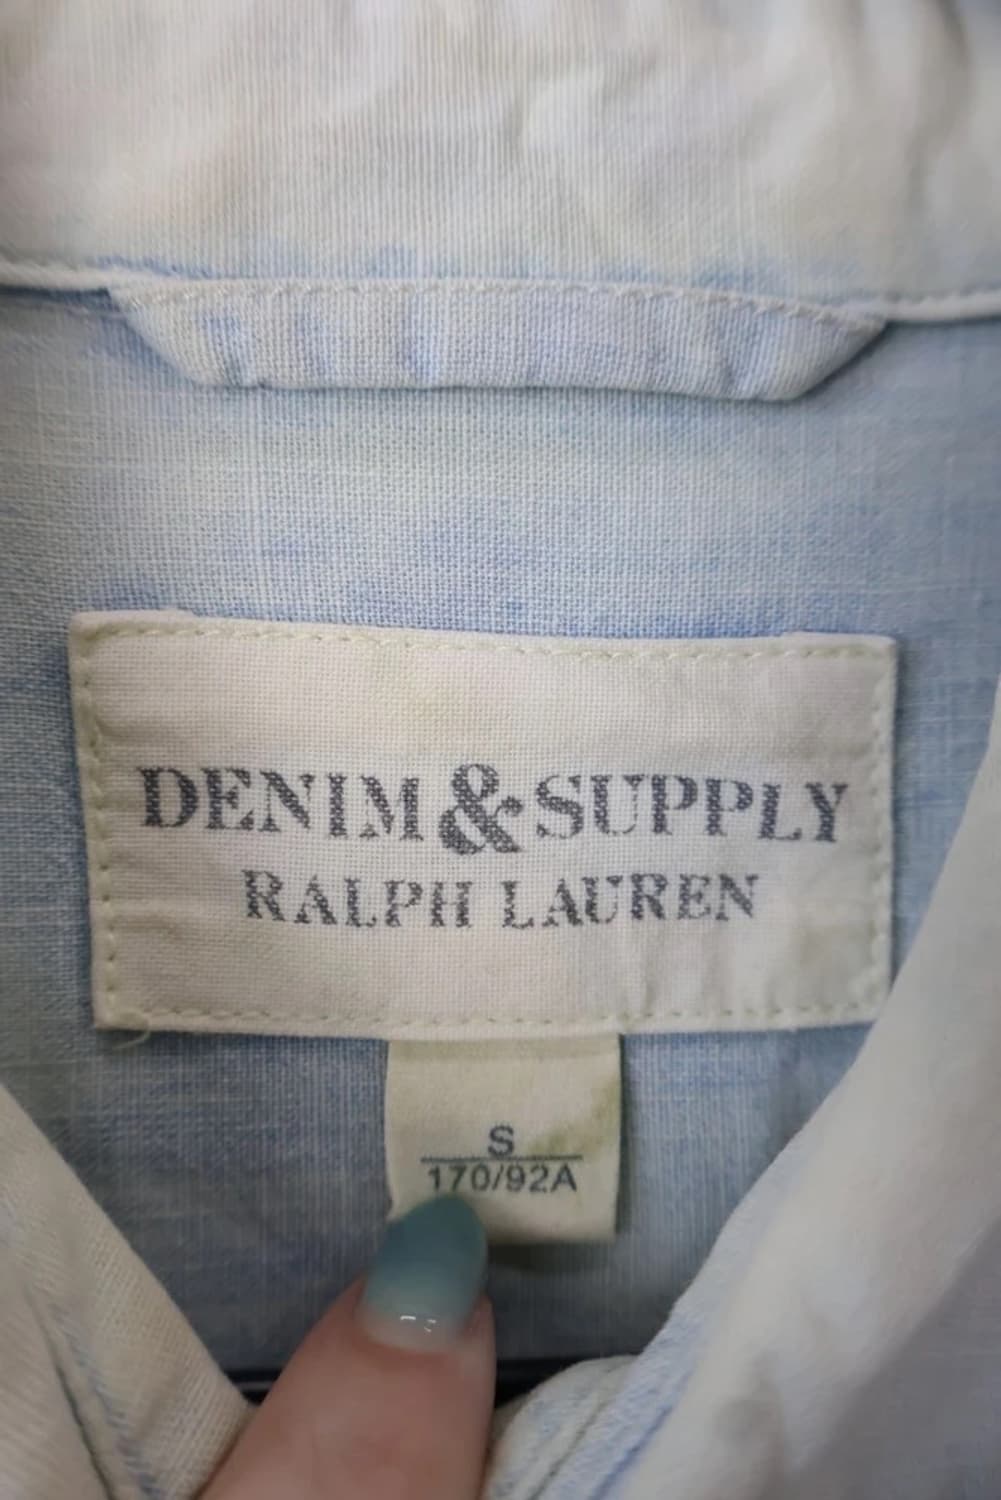 DENIM & SUPPLY
RALPH LAUREN
S
170/92A